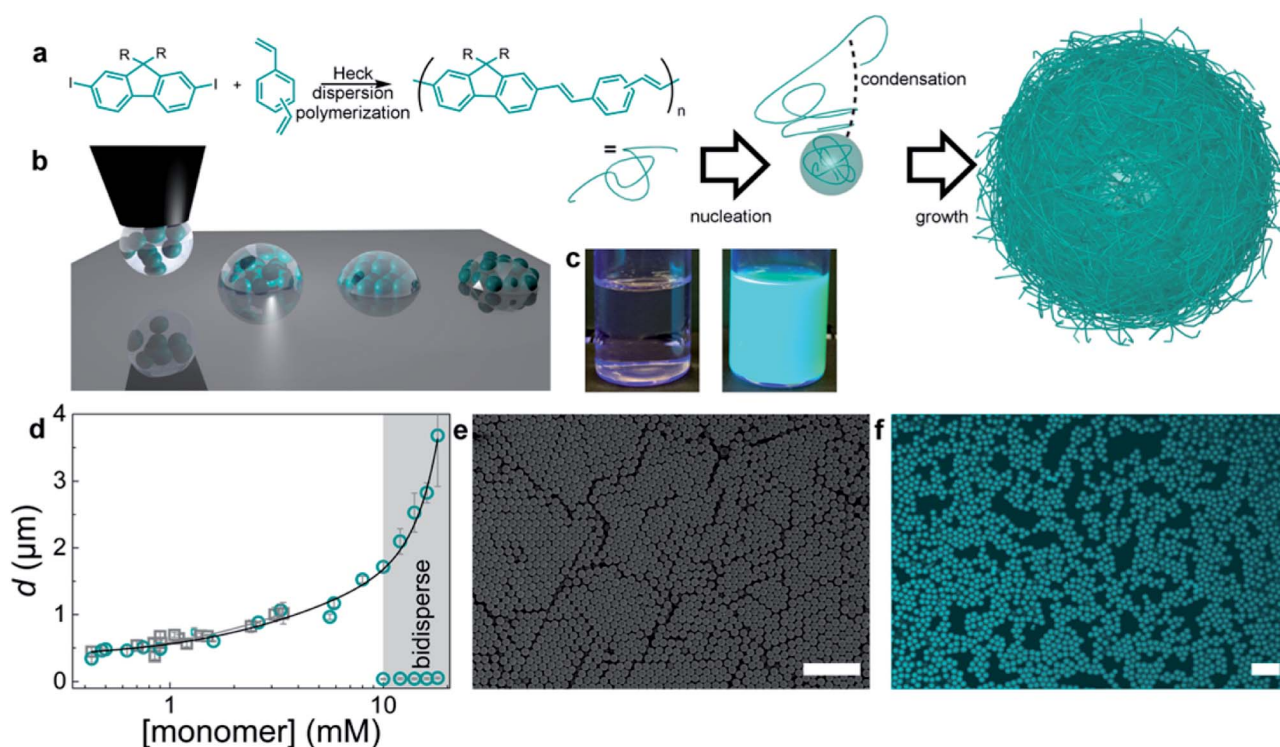 a
R R
I I
+
Heck
dispersion
polymerization
R R
n
=
nucleation
condensation
growth
b
c
d
d (μm)
4
3
2
1
0
bidisperse
1 10
[monomer] (mM)
e
f